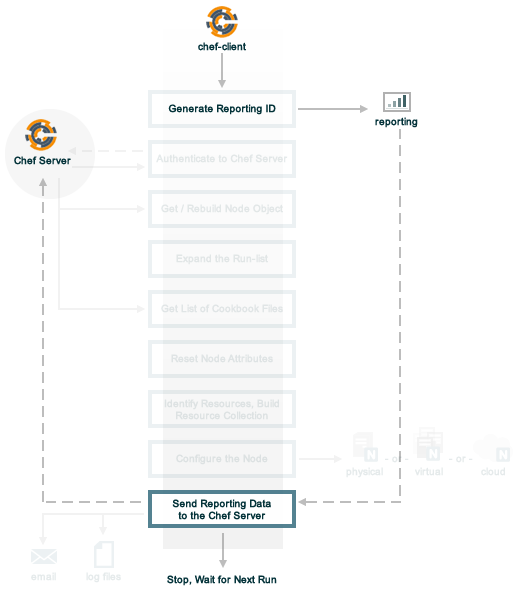 chef-client
Generate Reporting ID
reporting
Chef Server
Authenticate to Chef Server
Get / Rebuild Node Object
Expand the Run-list
Get List of Cookbook Files
Reset Node Attributes
Identify Resources, Build
Resource Collection
Configure the Node
N
N
N
- or -
- or -
physical
virtual
cloud
Send Reporting Data
to the Chef Server
email
log files
Stop, Wait for Next Run